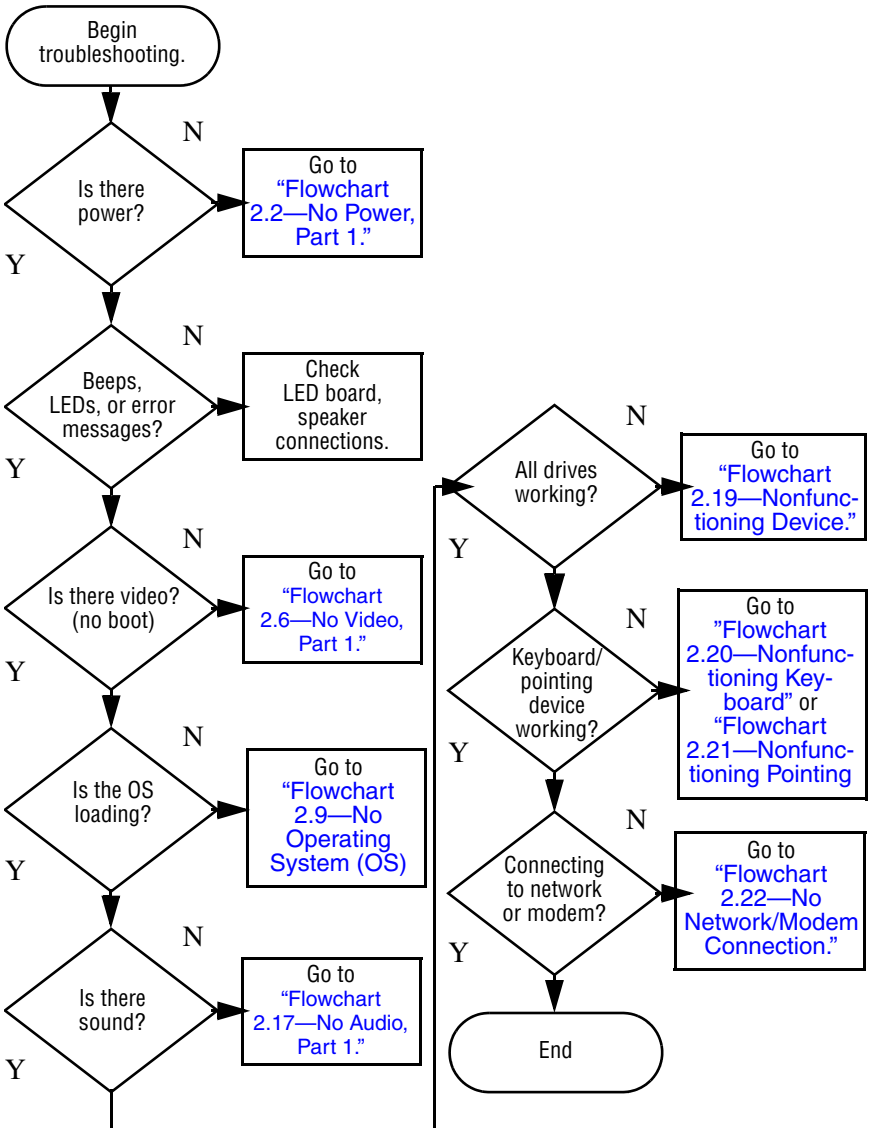 Begin
troubleshooting.
N
Is there
power?
Go to
“Flowchart
2.2—No Power,
Part 1.”
Y
N
Beeps,
LEDs, or error
messages?
Check
LED board,
speaker
connections.
Y
N
Is there video?
(no boot)
Go to
“Flowchart
2.6—No Video,
Part 1.”
Y
N
Is the OS
loading?
Go to
“Flowchart
2.9—No
Operating
System (OS)
Y
N
Is there
sound?
Go to
“Flowchart
2.17—No Audio,
Part 1.”
Y
N
All drives
working?
Go to
“Flowchart
2.19—Nonfunc-
tioning Device.”
Y
N
Keyboard/
pointing
device
working?
Go to
”Flowchart
2.20—Nonfunc-
tioning Key-
board” or
“Flowchart
2.21—Nonfunc-
tioning Pointing
Y
N
Connecting
to network
or modem?
Go to
“Flowchart
2.22—No
Network/Modem
Connection.”
Y
End